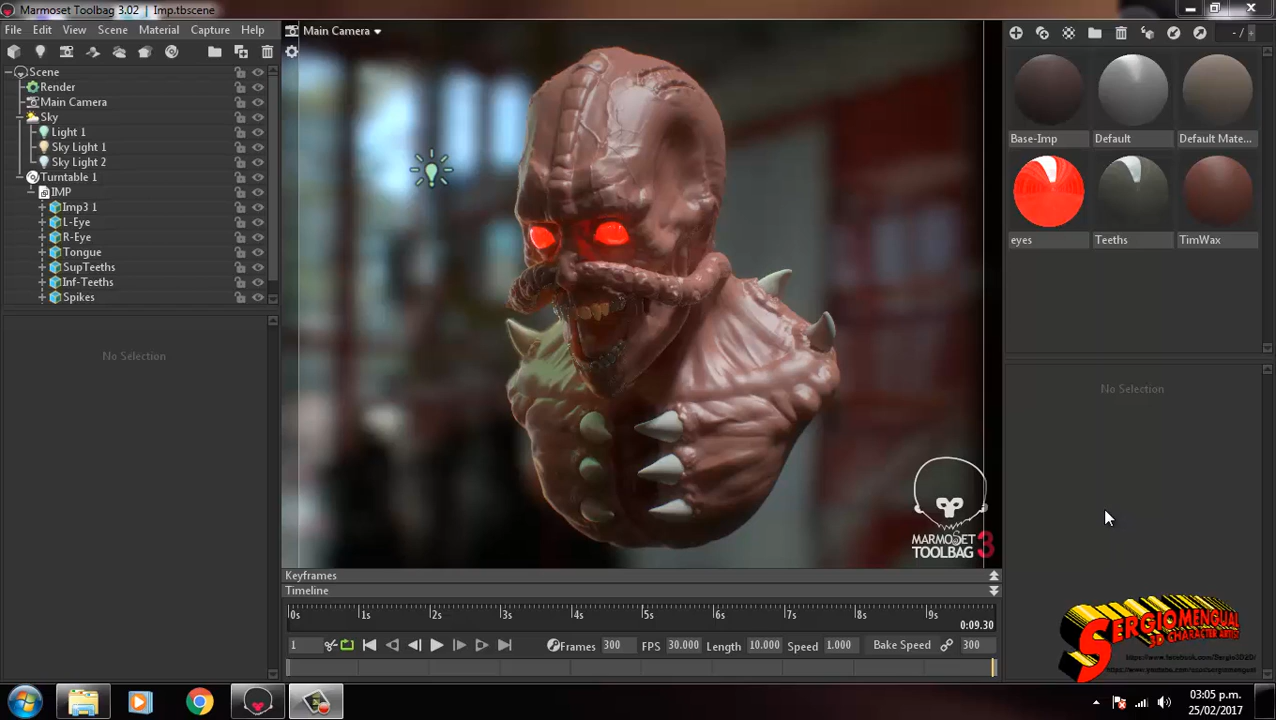 Marmoset Toolbag 3.02 | Imp.tbscene
File Edit View Scene Material Capture Help
Main Camera
- /
Scene
Render
Main Camera
Sky
Light 1
Sky Light 1
Sky Light 2
Turntable 1
IMP
Imp3 1
L-Eye
R-Eye
Tongue
SupTeeths
Inf-Teeths
Spikes
No Selection
Base-Imp Default Default Mate...
eyes Teeths TimWax
No Selection
MARMOSET
TOOLBAG 3
Keyframes
Timeline
0s 1s 2s 3s 4s 5s 6s 7s 8s 9s
0:09.30
1 Frames 300 FPS 30.000 Length 10.000 Speed 1.000 Bake Speed 300
SERGIOMENGUAL
3D CHARACTER ARTIST
03:05 p.m.
25/02/2017